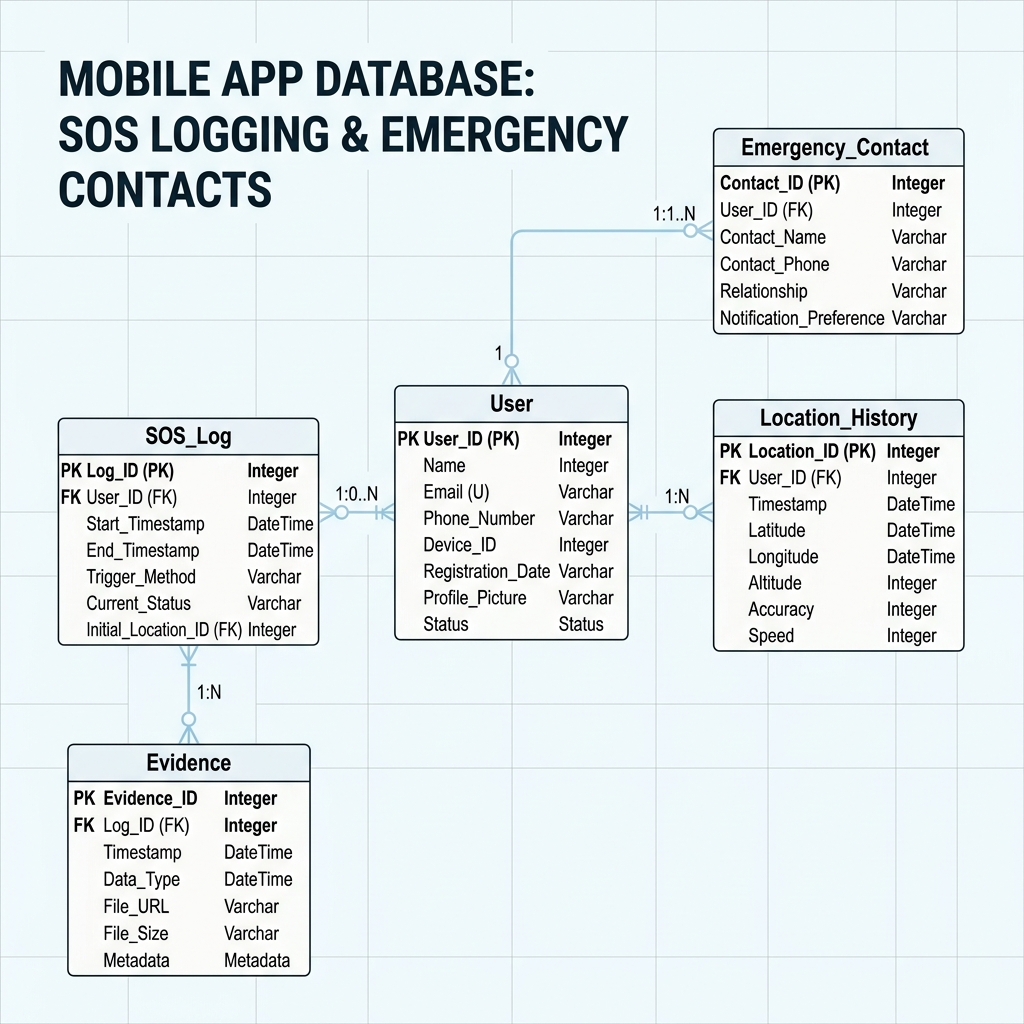 MOBILE APP DATABASE:
SOS LOGGING & EMERGENCY
CONTACTS
Emergency_Contact
Contact_ID (PK) Integer
User_ID (FK) Integer
Contact_Name Varchar
Contact_Phone Varchar
Relationship Varchar
Notification_Preference Varchar
1:1..N
1
User
PK User_ID (PK) Integer
Name Integer
Email (U) Varchar
Phone_Number Varchar
Device_ID Integer
Registration_Date Varchar
Profile_Picture Varchar
Status Status
Location_History
PK Location_ID (PK) Integer
FK User_ID (FK) Integer
Timestamp DateTime
Latitude DateTime
Longitude DateTime
Altitude Integer
Accuracy Integer
Speed Integer
1:N
SOS_Log
PK Log_ID (PK) Integer
FK User_ID (FK) Integer
Start_Timestamp DateTime
End_Timestamp DateTime
Trigger_Method Varchar
Current_Status Varchar
Initial_Location_ID (FK) Integer
1:0..N
1:N
Evidence
PK Evidence_ID Integer
FK Log_ID (FK) Integer
Timestamp DateTime
Data_Type DateTime
File_URL Varchar
File_Size Varchar
Metadata Metadata